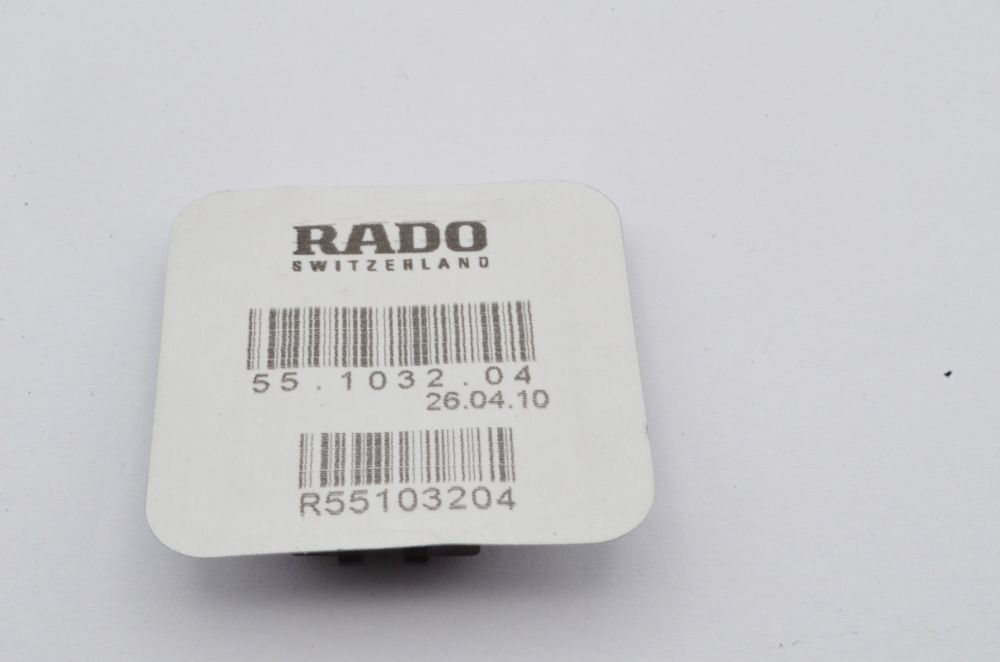 RADO
SWITZERLAND
55.1032.04
26.04.10
R55103204